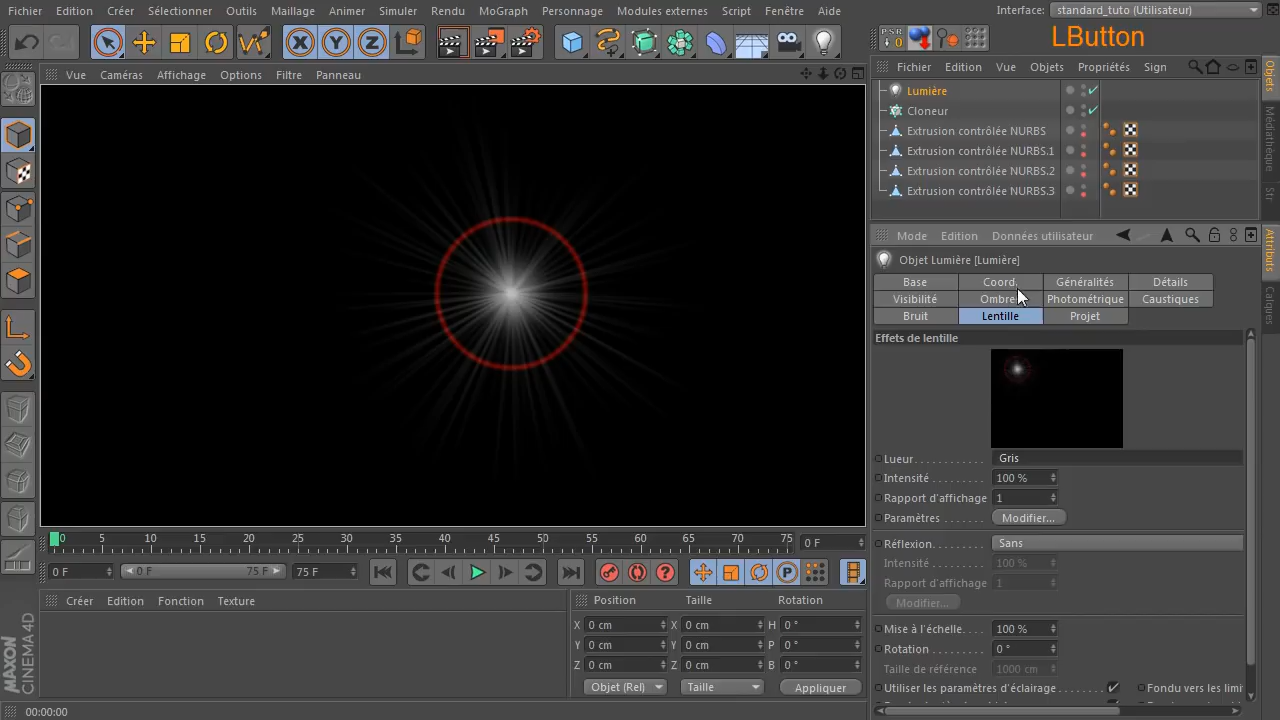 Fichier Edition Créer Sélectionner Outils Maillage Animer Simuler Rendu MoGraph Personnage Modules externes Script Fenêtre Aide Interface: standard_tuto (Utilisateur)
PSR 0 LButton
Vue Caméras Affichage Options Filtre Panneau
Fichier Edition Vue Objets Propriétés Sign
Lumière
Cloneur
Extrusion contrôlée NURBS
Extrusion contrôlée NURBS.1
Extrusion contrôlée NURBS.2
Extrusion contrôlée NURBS.3
Objets
Médiathèque
Str
Mode Edition Données utilisateur
Attributs
Calques
Objet Lumière [Lumière]
Base Coord. Généralités Détails
Visibilité Ombre Photométrique Caustiques
Bruit Lentille Projet
Effets de lentille
Lueur Gris
Intensité 100 %
Rapport d'affichage 1
Paramètres Modifier...
Réflexion Sans
Intensité 100 %
Rapport d'affichage 1
Modifier...
Mise à l'échelle 100 %
Rotation 0 °
Taille de référence 1000 cm
Utiliser les paramètres d'éclairage Fondu vers les limi
0 5 10 15 20 25 30 35 40 45 50 55 60 65 70 75 0 F
0 F 0 F 75 F 75 F
Créer Edition Fonction Texture
Position Taille Rotation
X 0 cm X 0 cm H 0 °
Y 0 cm Y 0 cm P 0 °
Z 0 cm Z 0 cm B 0 °
Objet (Rel) Taille Appliquer
MAXON
CINEMA 4D
00:00:00